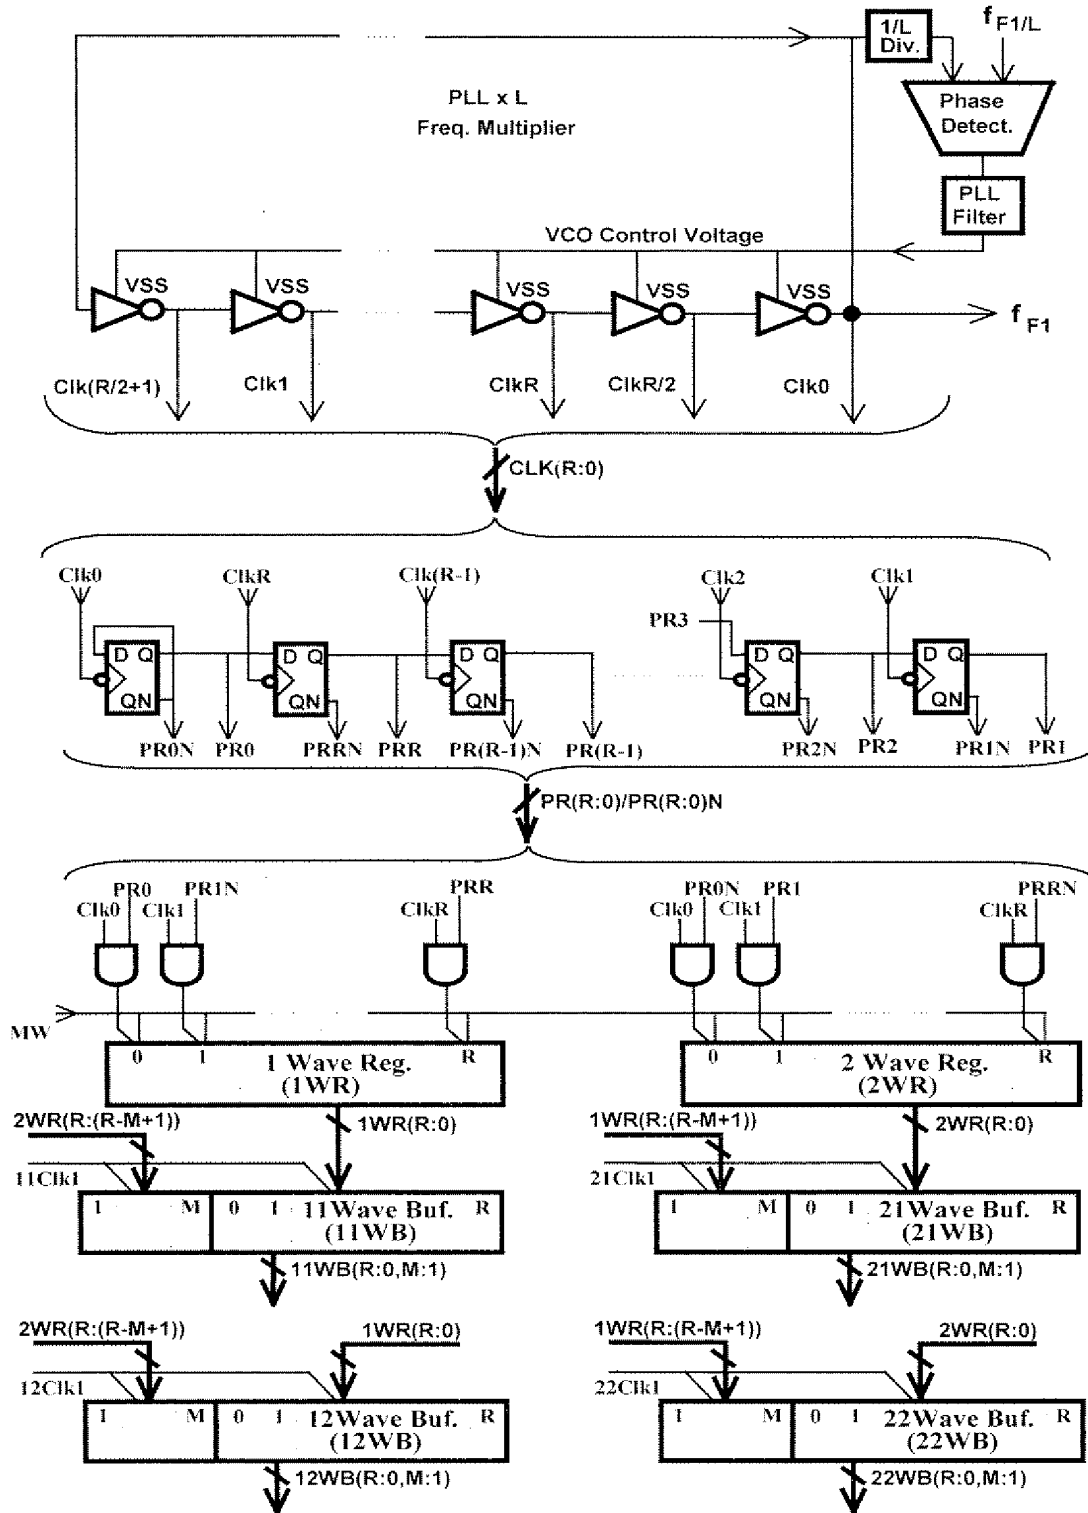 1/L
Div.
f F1/L
PLL x L
Freq. Multiplier
Phase
Detect.
PLL
Filter
VCO Control Voltage
VSS VSS VSS VSS VSS
f F1
Clk(R/2+1) Clk1 ClkR ClkR/2 Clk0
CLK(R:0)
Clk0 ClkR Clk(R-1) Clk2 Clk1
PR3
D Q D Q D Q D Q D Q
QN QN QN QN QN
PR0N PR0 PRRN PRR PR(R-1)N PR(R-1) PR2N PR2 PR1N PR1
PR(R:0)/PR(R:0)N
PR0 PR1N PRR PR0N PR1 PRRN
Clk0 Clk1 ClkR Clk0 Clk1 ClkR
MW
0 1 R 0 1 R
1 Wave Reg. 2 Wave Reg.
(1WR) (2WR)
2WR(R:(R-M+1)) 1WR(R:0) 1WR(R:(R-M+1)) 2WR(R:0)
11Clk1 21Clk1
1 M 0 1 11Wave Buf. R 1 M 0 1 21Wave Buf. R
(11WB) (21WB)
11WB(R:0,M:1) 21WB(R:0,M:1)
2WR(R:(R-M+1)) 1WR(R:0) 1WR(R:(R-M+1)) 2WR(R:0)
12Clk1 22Clk1
1 M 0 1 12Wave Buf. R 1 M 0 1 22Wave Buf. R
(12WB) (22WB)
12WB(R:0,M:1) 22WB(R:0,M:1)